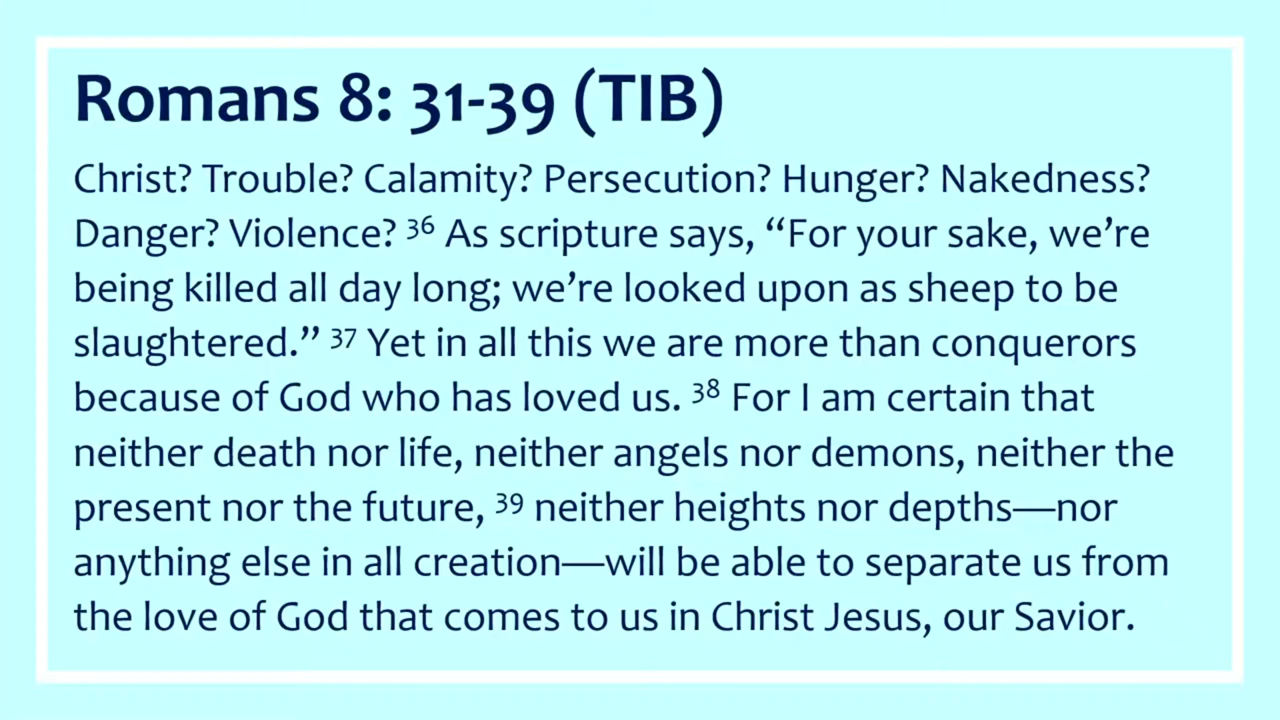 Romans 8: 31-39 (TIB)
Christ? Trouble? Calamity? Persecution? Hunger? Nakedness?
Danger? Violence? 36 As scripture says, “For your sake, we’re
being killed all day long; we’re looked upon as sheep to be
slaughtered.” 37 Yet in all this we are more than conquerors
because of God who has loved us. 38 For I am certain that
neither death nor life, neither angels nor demons, neither the
present nor the future, 39 neither heights nor depths—nor
anything else in all creation—will be able to separate us from
the love of God that comes to us in Christ Jesus, our Savior.